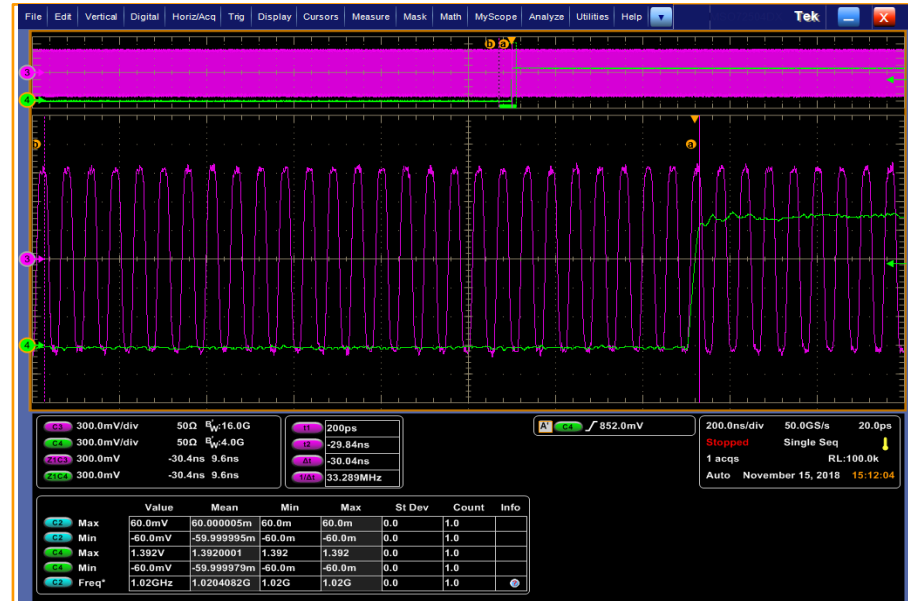 File Edit Vertical Digital Horiz/Acq Trig Display Cursors Measure Mask Math MyScope Analyze Utilities Help Tek X
b a
3
4
b a
3
4
C3 300.0mV/div 50Ω BW:16.0G
C4 300.0mV/div 50Ω BW:4.0G
Z1C3 300.0mV -30.4ns 9.6ns
Z1C4 300.0mV -30.4ns 9.6ns
t1 200ps
t2 -29.84ns
Δt -30.04ns
1/Δt 33.289MHz
A' C4 852.0mV
200.0ns/div 50.0GS/s 20.0ps
Stopped Single Seq
1 acqs RL:100.0k
Auto November 15, 2018 15:12:04
Value Mean Min Max St Dev Count Info
C2 Max 60.0mV 60.000005m 60.0m 60.0m 0.0 1.0
C2 Min -60.0mV -59.999995m -60.0m -60.0m 0.0 1.0
C4 Max 1.392V 1.3920001 1.392 1.392 0.0 1.0
C4 Min -60.0mV -59.999979m -60.0m -60.0m 0.0 1.0
C2 Freq* 1.02GHz 1.0204082G 1.02G 1.02G 0.0 1.0